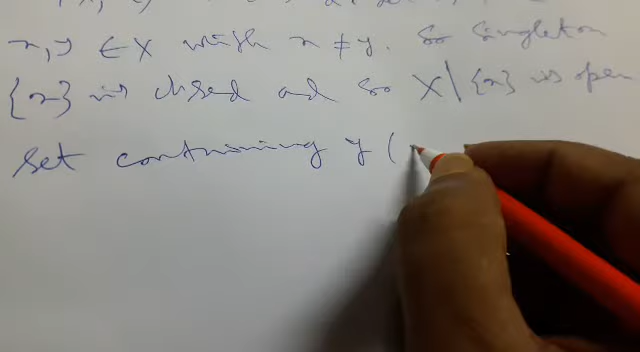 x, y ∈ X with x ≠ y. So singleton
{x} is closed and so X\{x} is open
set containing y (